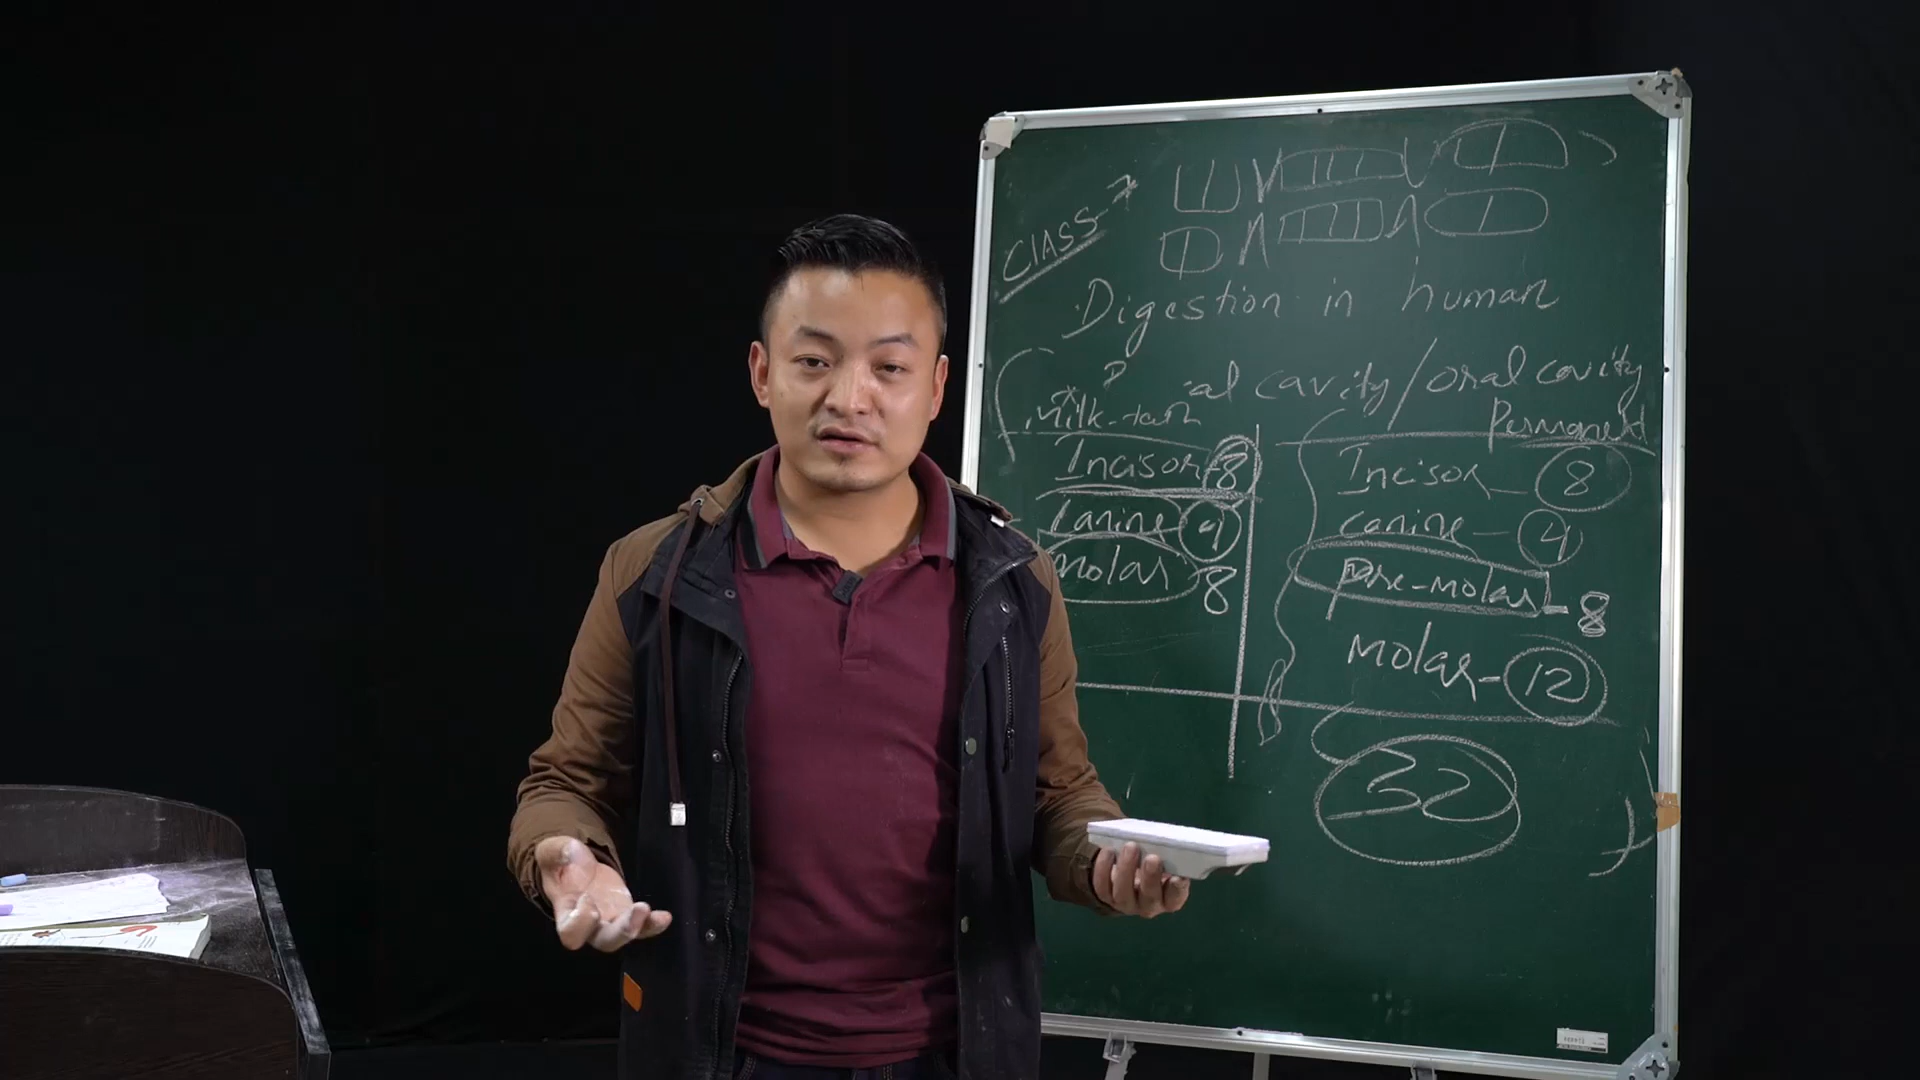 CLASS-7
Digestion in human
al cavity/oral cavity
Milk-teeth
Incisor-8
Canine-4
molar-8
Permanent
Incisor-8
canine-4
pre-molar-8
molar-12
32